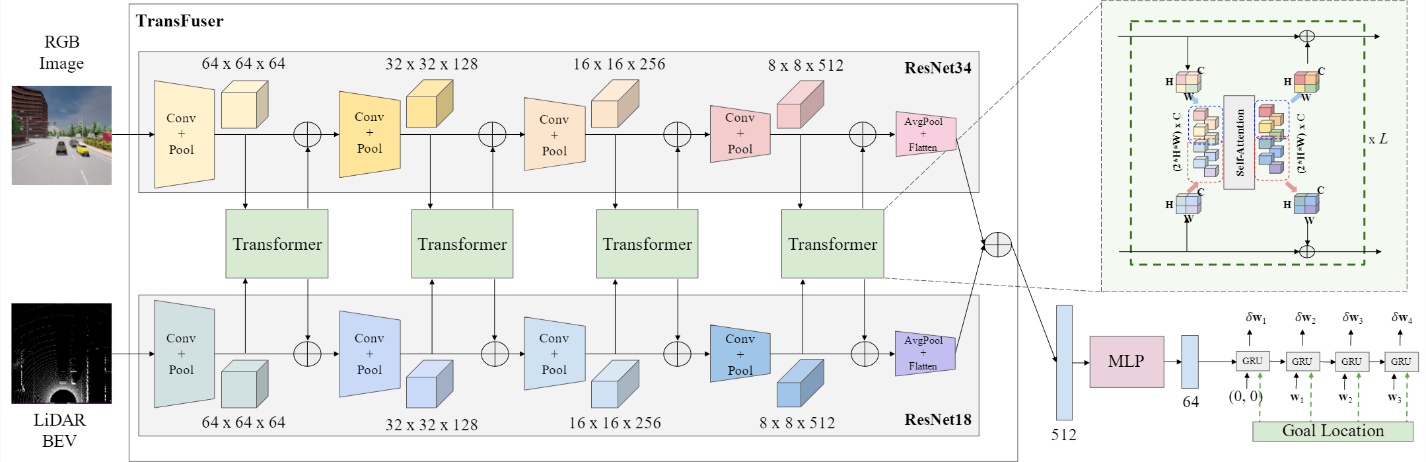 TransFuser
RGB
Image
64 x 64 x 64
32 x 32 x 128
16 x 16 x 256
8 x 8 x 512
ResNet34
Conv
+
Pool
Conv
+
Pool
Conv
+
Pool
Conv
+
Pool
AvgPool
+
Flatten
Transformer
Transformer
Transformer
Transformer
LiDAR
BEV
Conv
+
Pool
Conv
+
Pool
Conv
+
Pool
Conv
+
Pool
AvgPool
+
Flatten
64 x 64 x 64
32 x 32 x 128
16 x 16 x 256
8 x 8 x 512
ResNet18
H
C
W
H
C
W
(2*H*W) x C
Self-Attention
(2*H*W) x C
x L
H
C
W
H
C
W
512
MLP
64
δw1
δw2
δw3
δw4
GRU
GRU
GRU
GRU
(0, 0)
w1
w2
w3
Goal Location